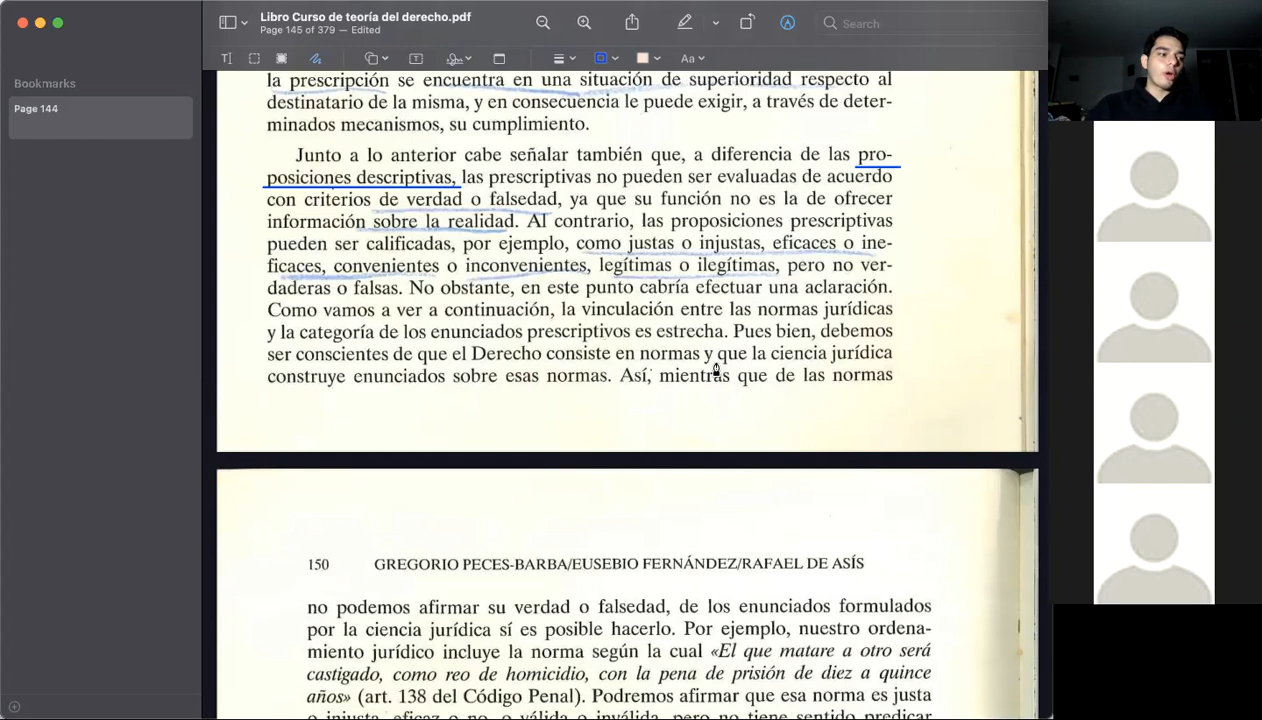 Libro Curso de teoría del derecho.pdf
Page 145 of 379 — Edited
Search
Aa
Bookmarks
Page 144
la prescripción se encuentra en una situación de superioridad respecto al
destinatario de la misma, y en consecuencia le puede exigir, a través de deter-
minados mecanismos, su cumplimiento.
Junto a lo anterior cabe señalar también que, a diferencia de las pro-
posiciones descriptivas, las prescriptivas no pueden ser evaluadas de acuerdo
con criterios de verdad o falsedad, ya que su función no es la de ofrecer
información sobre la realidad. Al contrario, las proposiciones prescriptivas
pueden ser calificadas, por ejemplo, como justas o injustas, eficaces o ine-
ficaces, convenientes o inconvenientes, legítimas o ilegítimas, pero no ver-
daderas o falsas. No obstante, en este punto cabría efectuar una aclaración.
Como vamos a ver a continuación, la vinculación entre las normas jurídicas
y la categoría de los enunciados prescriptivos es estrecha. Pues bien, debemos
ser conscientes de que el Derecho consiste en normas y que la ciencia jurídica
construye enunciados sobre esas normas. Así, mientras que de las normas
150 GREGORIO PECES-BARBA/EUSEBIO FERNÁNDEZ/RAFAEL DE ASÍS
no podemos afirmar su verdad o falsedad, de los enunciados formulados
por la ciencia jurídica sí es posible hacerlo. Por ejemplo, nuestro ordena-
miento jurídico incluye la norma según la cual «El que matare a otro será
castigado, como reo de homicidio, con la pena de prisión de diez a quince
años» (art. 138 del Código Penal). Podremos afirmar que esa norma es justa
o injusta, eficaz o no, o válida o inválida, pero no tiene sentido predicar